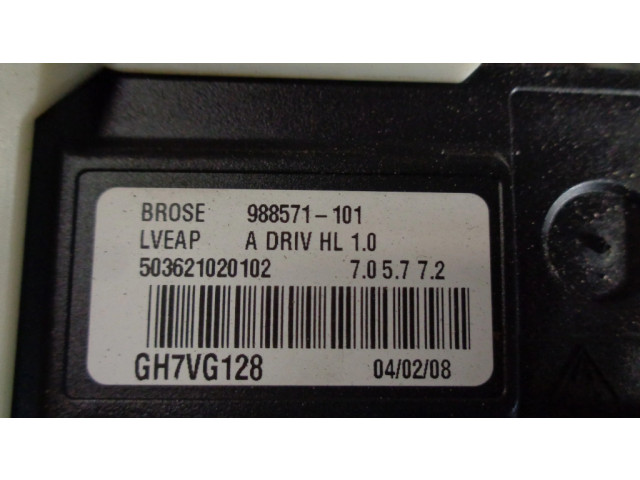 BROSE 988571-101
LVEAP A DRIV HL 1.0
503621020102 7.0 5.7 7.2
GH7VG128 04/02/08